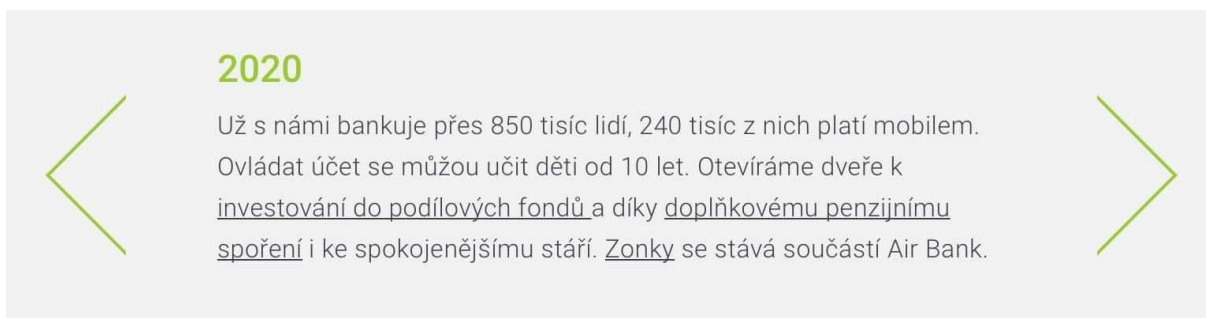 2020
Už s námi bankuje přes 850 tisíc lidí, 240 tisíc z nich platí mobilem.
Ovládat účet se můžou učit děti od 10 let. Otevíráme dveře k
investování do podílových fondů a díky doplňkovému penzijnímu
spoření i ke spokojenějšímu stáří. Zonky se stává součástí Air Bank.